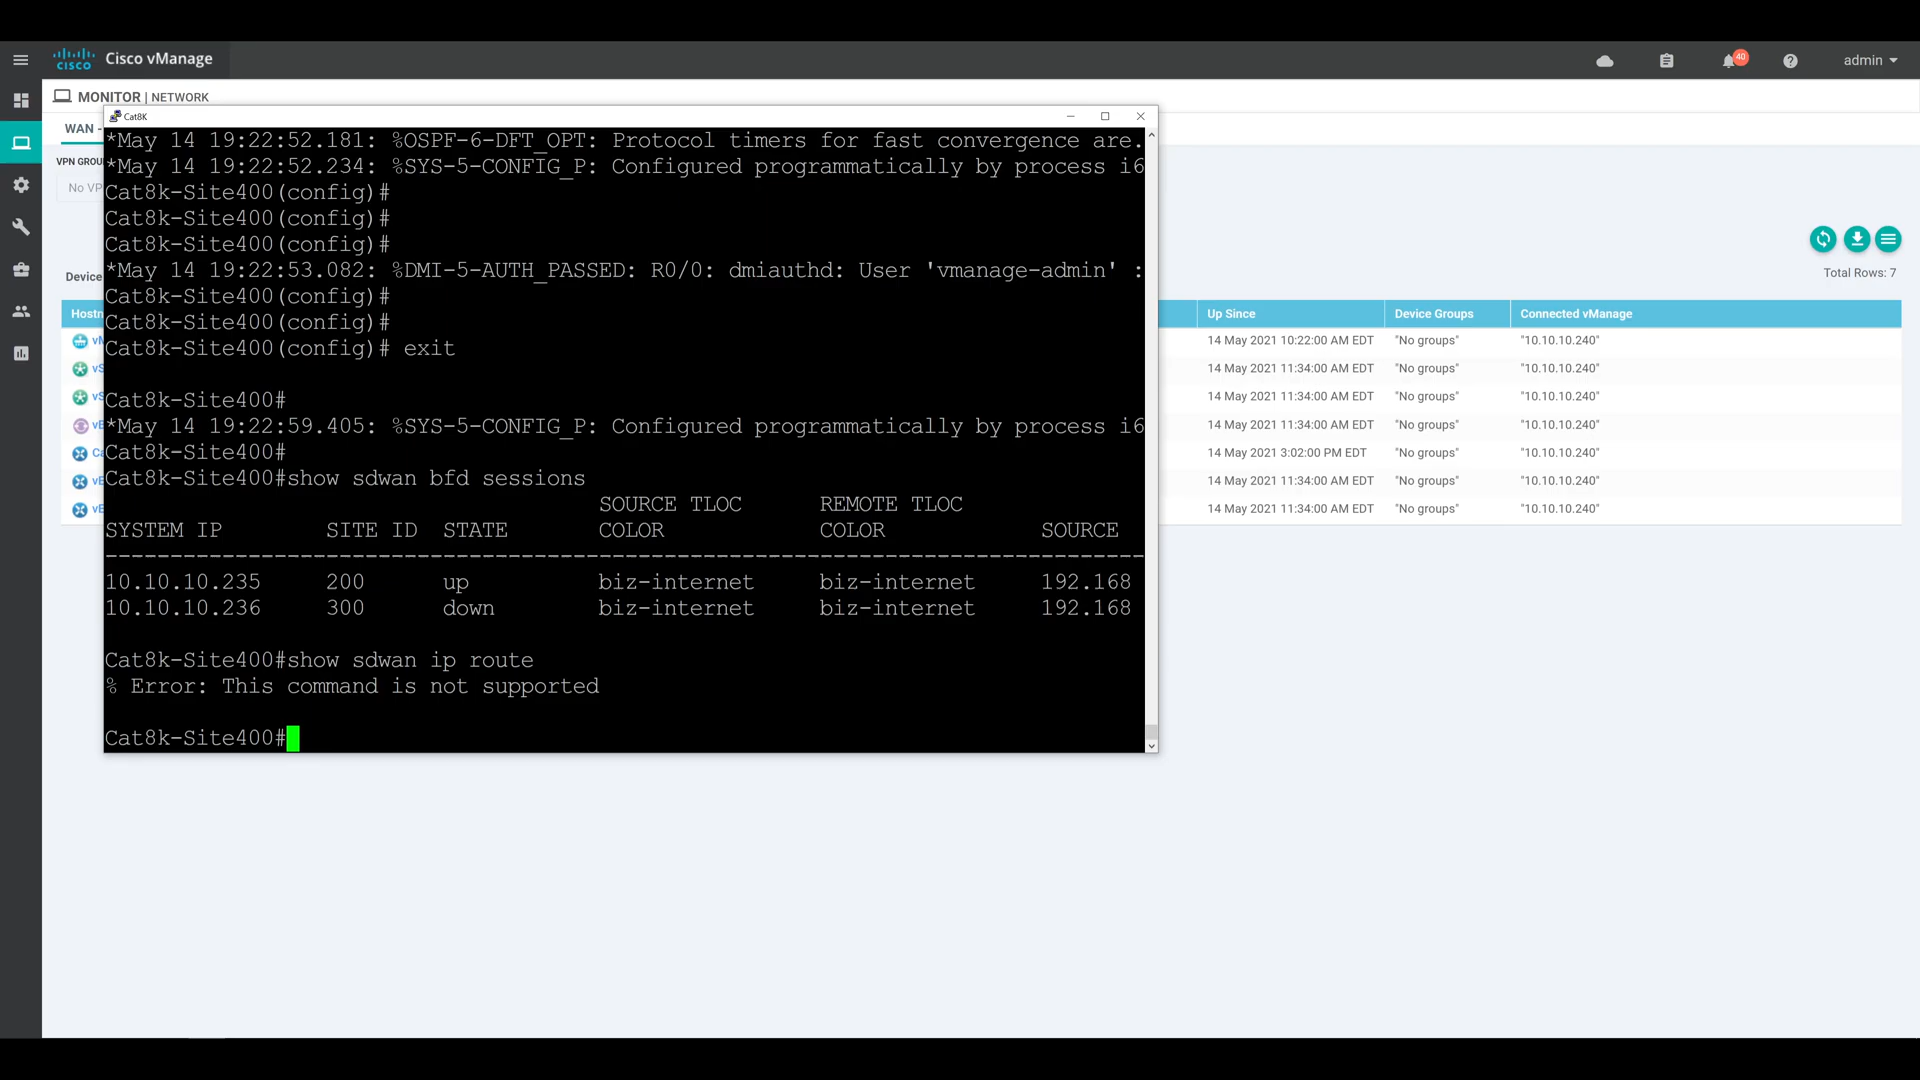 cisco Cisco vManage
40
admin
MONITOR | NETWORK
WAN -
VPN GROU
No VP
Total Rows: 7
Device
Hostn
Up Since Device Groups Connected vManage
14 May 2021 10:22:00 AM EDT "No groups" "10.10.10.240"
14 May 2021 11:34:00 AM EDT "No groups" "10.10.10.240"
14 May 2021 11:34:00 AM EDT "No groups" "10.10.10.240"
14 May 2021 11:34:00 AM EDT "No groups" "10.10.10.240"
14 May 2021 3:02:00 PM EDT "No groups" "10.10.10.240"
14 May 2021 11:34:00 AM EDT "No groups" "10.10.10.240"
14 May 2021 11:34:00 AM EDT "No groups" "10.10.10.240"
Cat8K
*May 14 19:22:52.181: %OSPF-6-DFT_OPT: Protocol timers for fast convergence are.
*May 14 19:22:52.234: %SYS-5-CONFIG_P: Configured programmatically by process i6
Cat8k-Site400(config)#
Cat8k-Site400(config)#
Cat8k-Site400(config)#
*May 14 19:22:53.082: %DMI-5-AUTH_PASSED: R0/0: dmiauthd: User 'vmanage-admin' :
Cat8k-Site400(config)#
Cat8k-Site400(config)#
Cat8k-Site400(config)# exit
Cat8k-Site400#
*May 14 19:22:59.405: %SYS-5-CONFIG_P: Configured programmatically by process i6
Cat8k-Site400#
Cat8k-Site400#show sdwan bfd sessions
SOURCE TLOC REMOTE TLOC
SYSTEM IP SITE ID STATE COLOR COLOR SOURCE
--------------------------------------------------------------------------------
10.10.10.235 200 up biz-internet biz-internet 192.168
10.10.10.236 300 down biz-internet biz-internet 192.168
Cat8k-Site400#show sdwan ip route
% Error: This command is not supported
Cat8k-Site400#